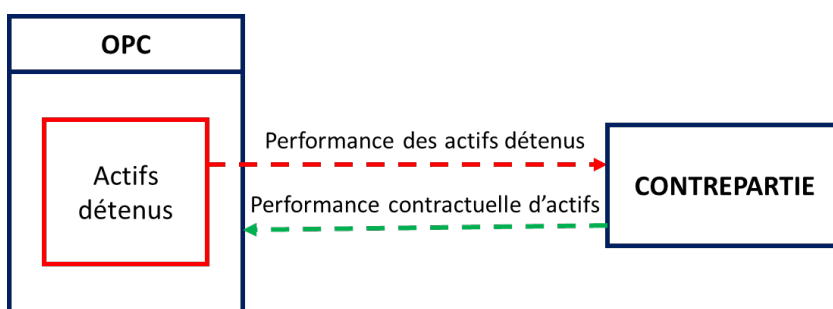 OPC
Performance des actifs détenus
Actifs
détenus
CONTREPARTIE
Performance contractuelle d’actifs